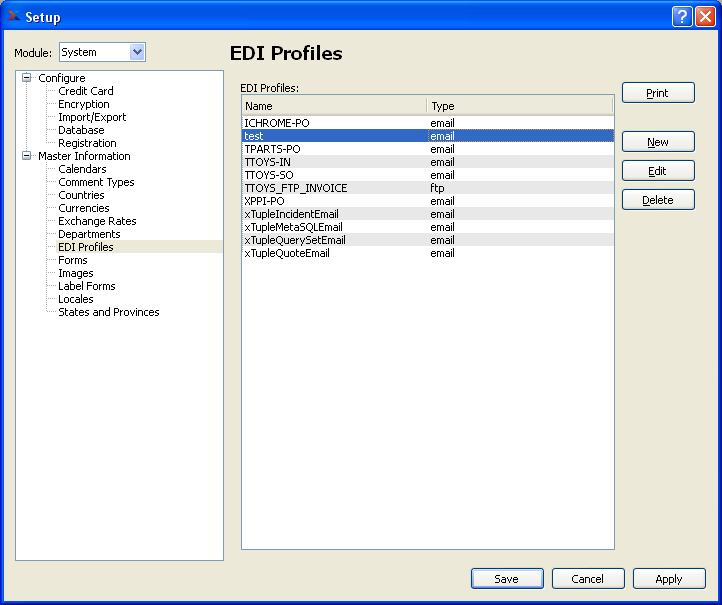 Setup
Module: System
EDI Profiles
Configure
Credit Card
Encryption
Import/Export
Database
Registration
Master Information
Calendars
Comment Types
Countries
Currencies
Exchange Rates
Departments
EDI Profiles
Forms
Images
Label Forms
Locales
States and Provinces
EDI Profiles:
Name Type
ICHROME-PO email
test email
TPARTS-PO email
TTOYS-IN email
TTOYS-SO email
TTOYS_FTP_INVOICE ftp
XPPI-PO email
xTupleIncidentEmail email
xTupleMetaSQLEmail email
xTupleQuerySetEmail email
xTupleQuoteEmail email
Print
New
Edit
Delete
Save Cancel Apply